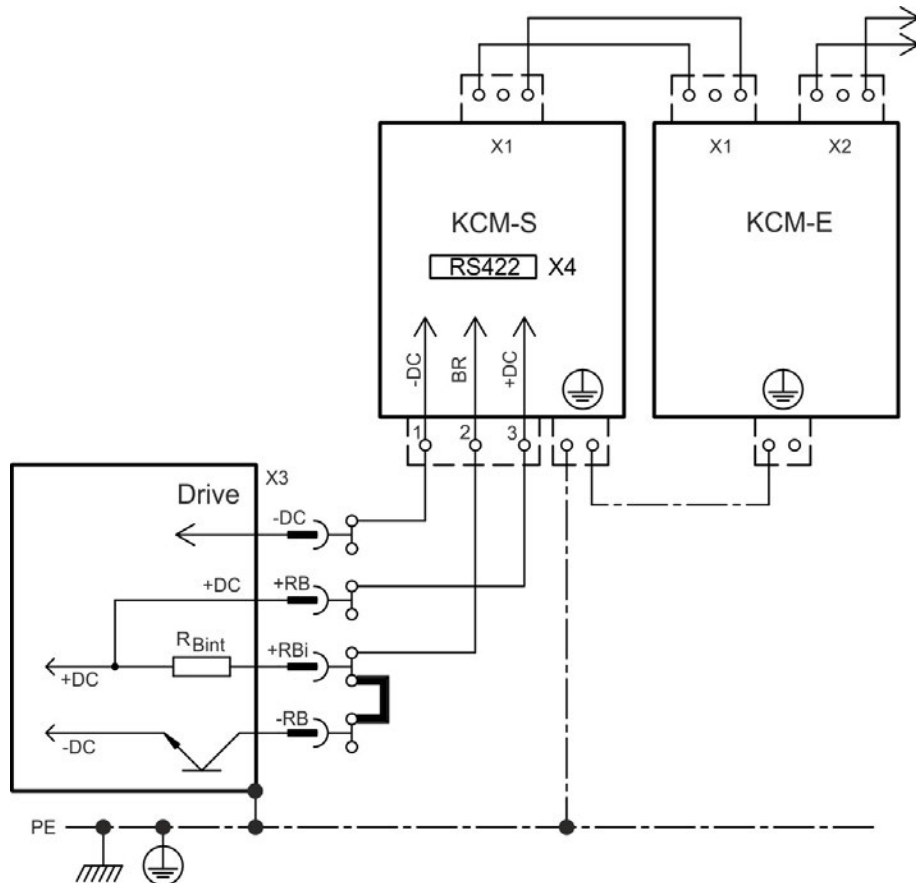 X1
X1
X2
KCM-S
KCM-E
RS422
X4
-DC
BR
+DC
1
2
3
Drive
X3
-DC
+DC
+RB
RBint
+RBi
+DC
-RB
-DC
PE